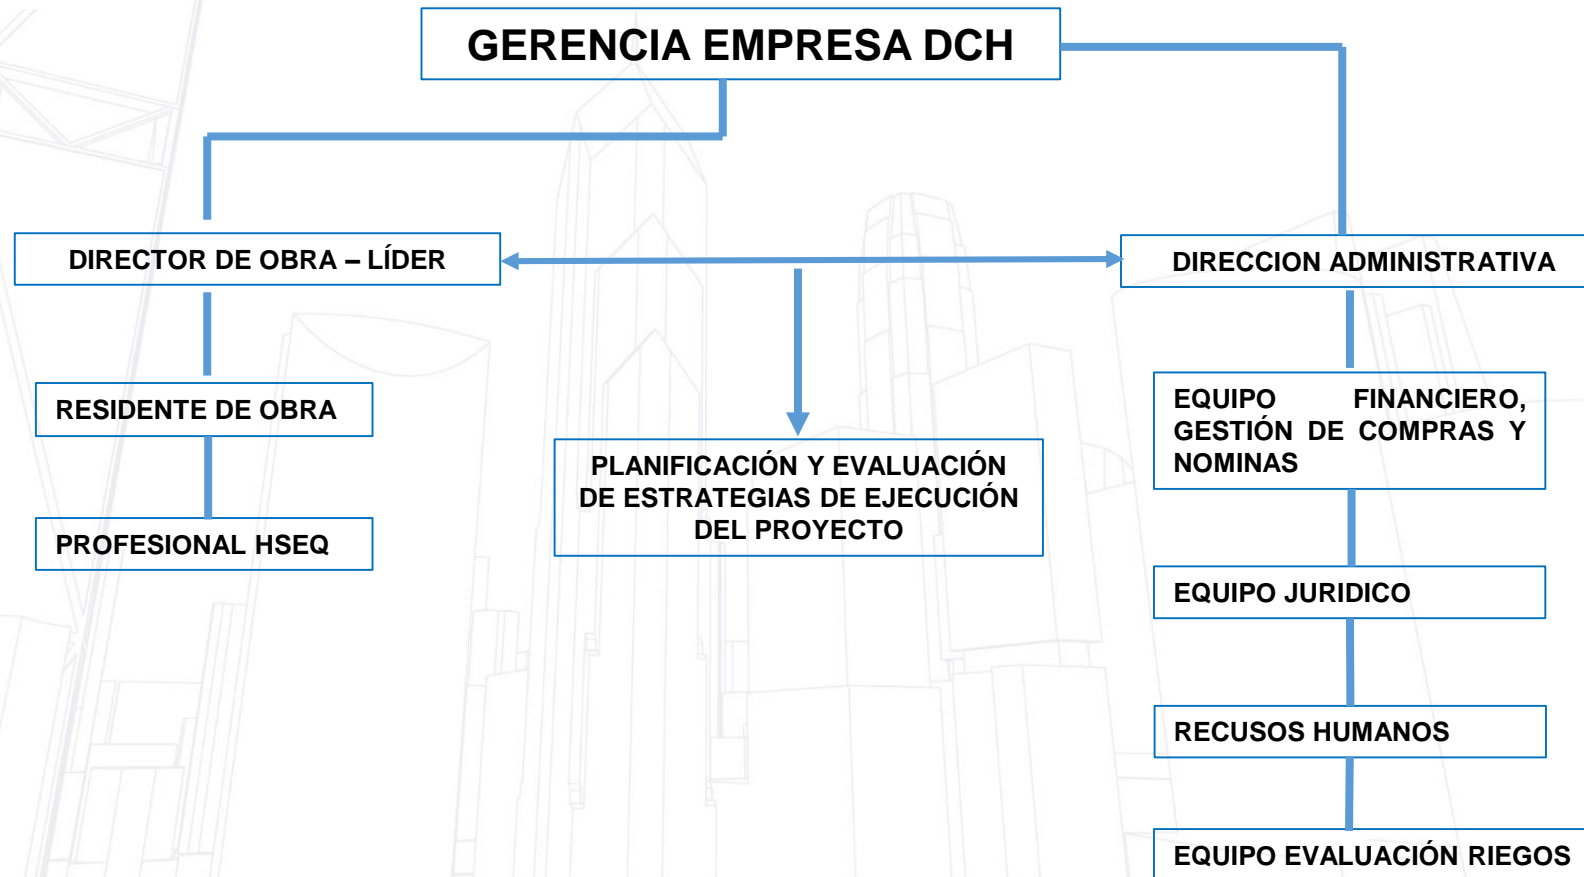 GERENCIA EMPRESA DCH
DIRECTOR DE OBRA – LÍDER
DIRECCION ADMINISTRATIVA
RESIDENTE DE OBRA
PROFESIONAL HSEQ
PLANIFICACIÓN Y EVALUACIÓN
DE ESTRATEGIAS DE EJECUCIÓN
DEL PROYECTO
EQUIPO FINANCIERO,
GESTIÓN DE COMPRAS Y
NOMINAS
EQUIPO JURIDICO
RECUSOS HUMANOS
EQUIPO EVALUACIÓN RIEGOS